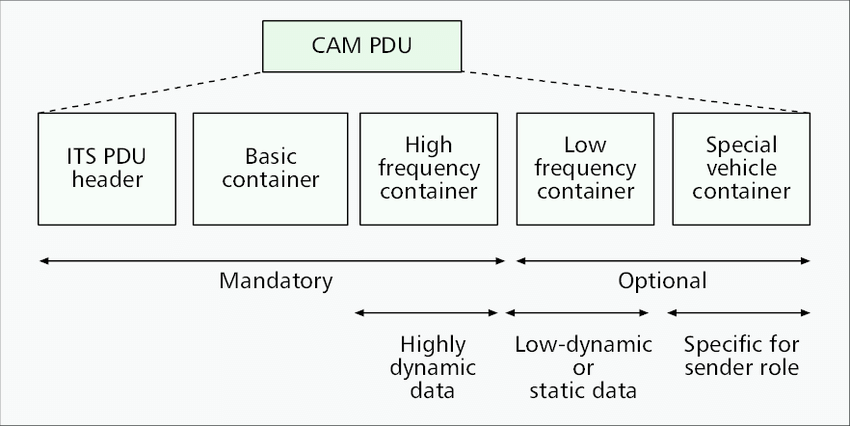 CAM PDU
ITS PDU
header
Basic
container
High
frequency
container
Low
frequency
container
Special
vehicle
container
Mandatory
Optional
Highly
dynamic
data
Low-dynamic
or
static data
Specific for
sender role